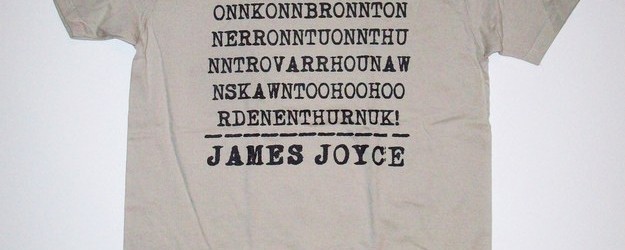 ONNKONNBRONNTON
NERRONNTUONNTHU
NNTROVARRHOUNAW
NSKAWNTOOHOOHOO
RDENENTHURNUK!
JAMES JOYCE